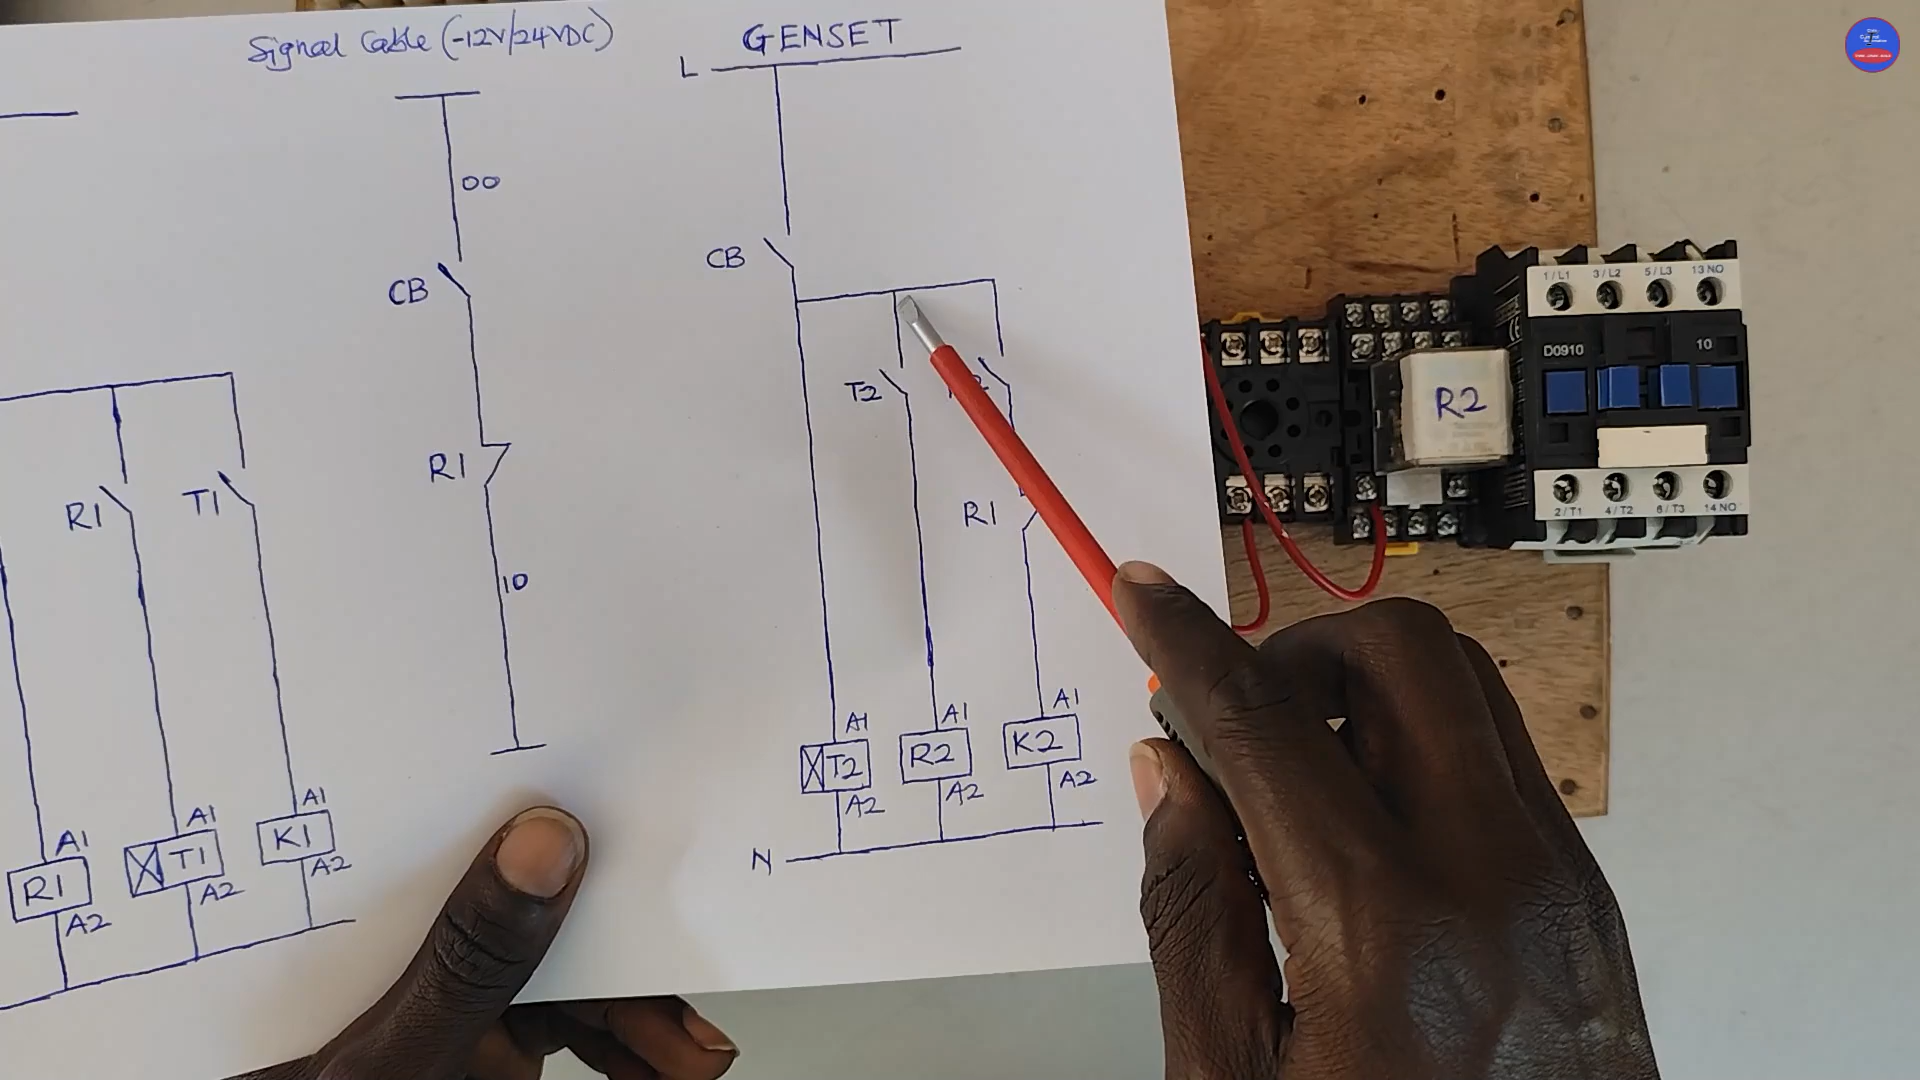 Signal Cable (-12V/24VDC)
GENSET
L
00
CB
CB
T2
R1
T1
R1
R1
10
A1
A1
A1
T2
R2
K2
A2
A2
A2
N
A1
A1
A1
R1
T1
K1
A2
A2
A2
1/L1 3/L2 5/L3 13 NO
D0910 10
R2
2/T1 4/T2 6/T3 14 NO